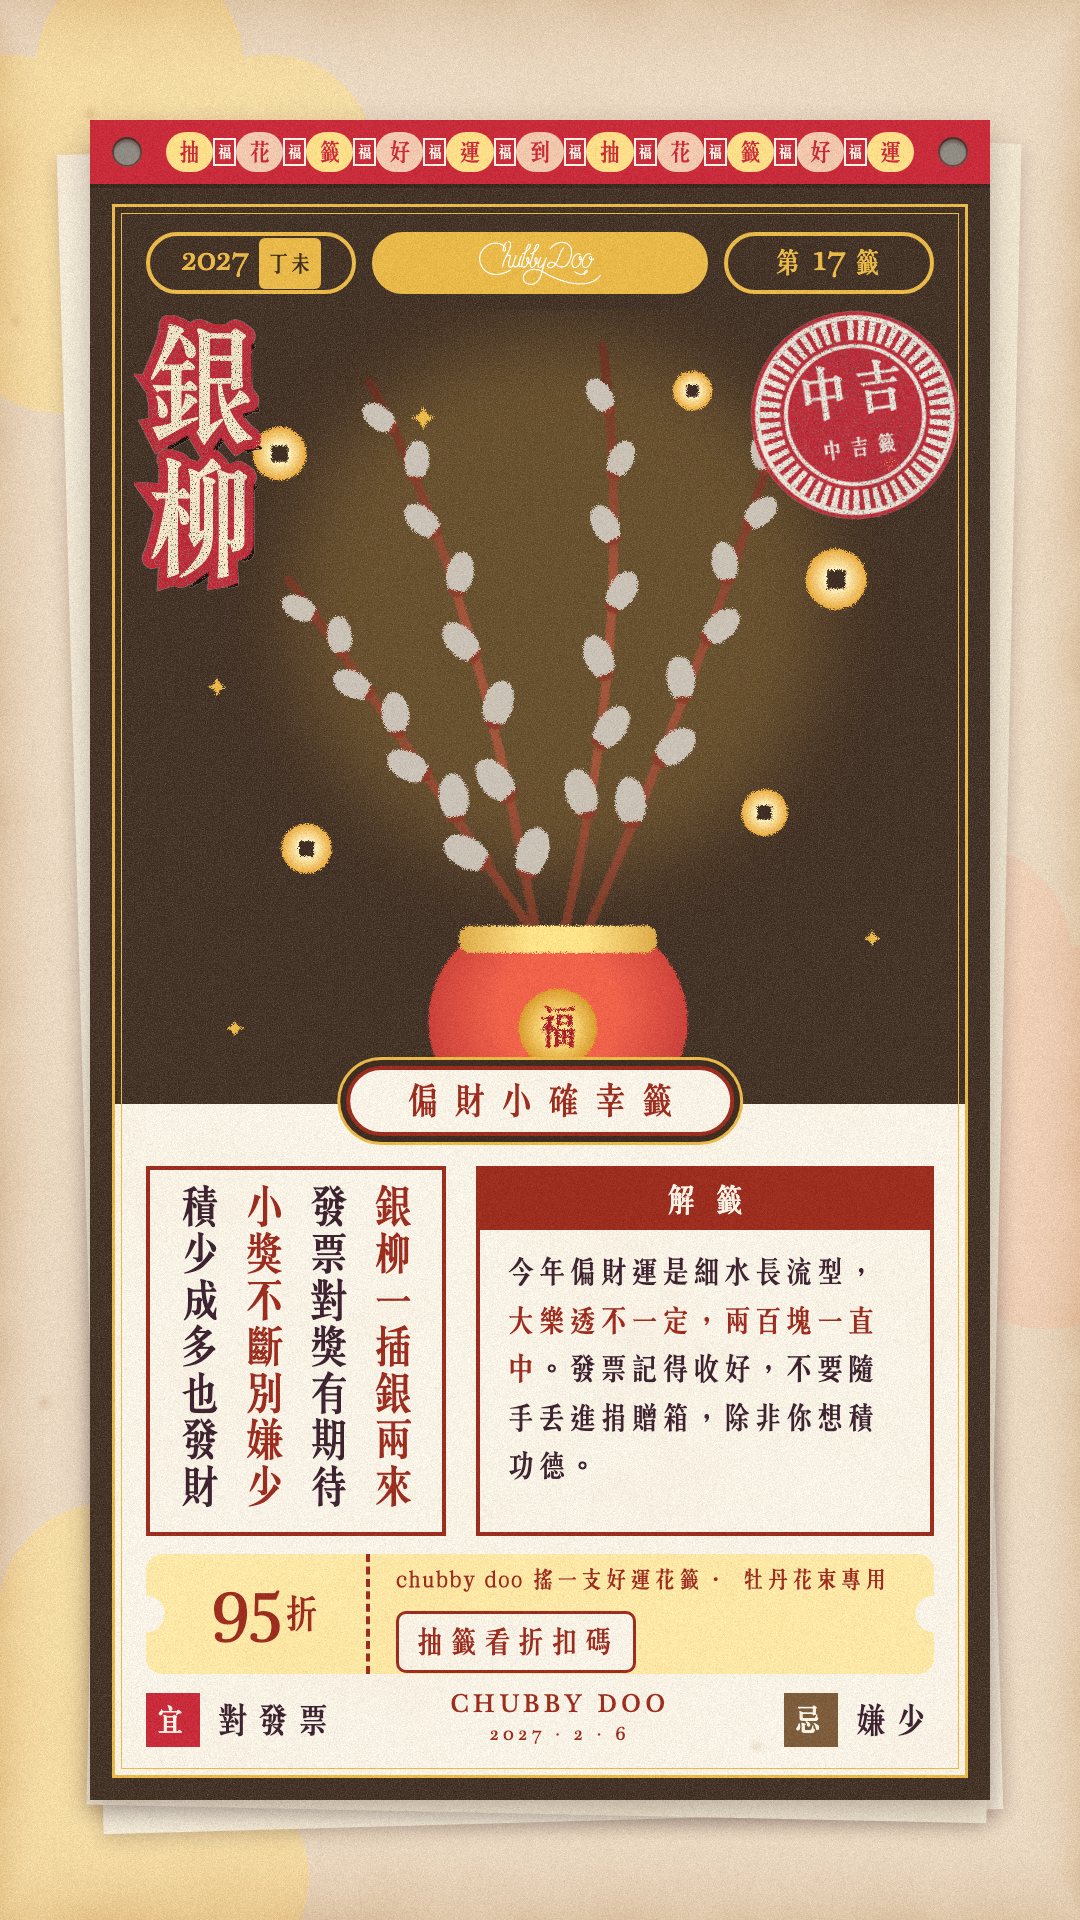 抽福花福籤福好福運福到福抽福花福籤福好福運
2027 丁未
ChubbyDoo
第 17 籤
銀柳
中吉
中吉籤
福
偏財小確幸籤
銀柳一插銀兩來
發票對獎有期待
小獎不斷別嫌少
積少成多也發財
解籤
今年偏財運是細水長流型，
大樂透不一定，兩百塊一直
中。發票記得收好，不要隨
手丟進捐贈箱，除非你想積
功德。
95折
chubby doo 搖一支好運花籤・ 牡丹花束專用
抽籤看折扣碼
宜 對發票
CHUBBY DOO
2027 · 2 · 6
忌 嫌少